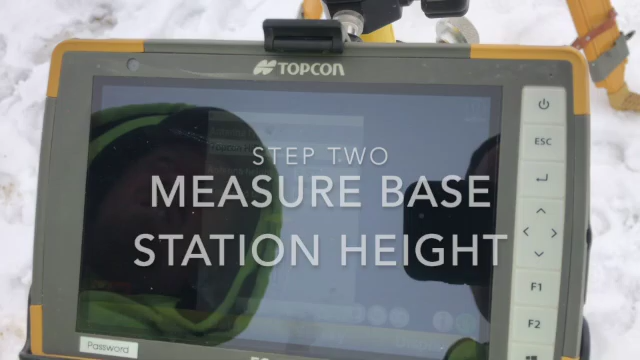 TOPCON
STEP TWO
MEASURE BASE
STATION HEIGHT
ESC
F1
F2
Password